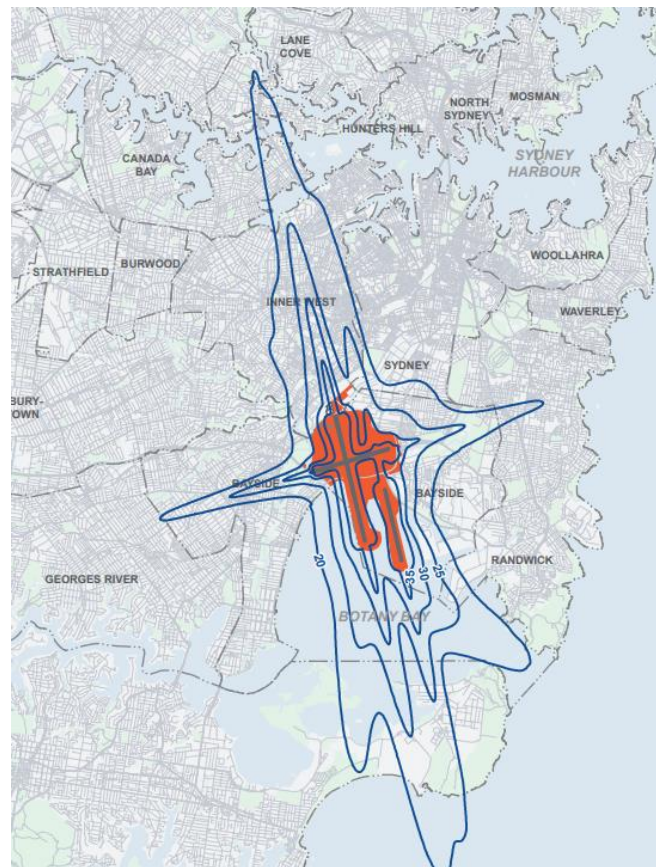 LANE
COVE
MOSMAN
NORTH
SYDNEY
HUNTERS HILL
CANADA
BAY
SYDNEY
HARBOUR
WOOLLAHRA
BURWOOD
STRATHFIELD
INNER WEST
WAVERLEY
SYDNEY
BURY-
TOWN
BAYSIDE
BAYSIDE
RANDWICK
GEORGES RIVER
20
35
30
25
BOTANY BAY